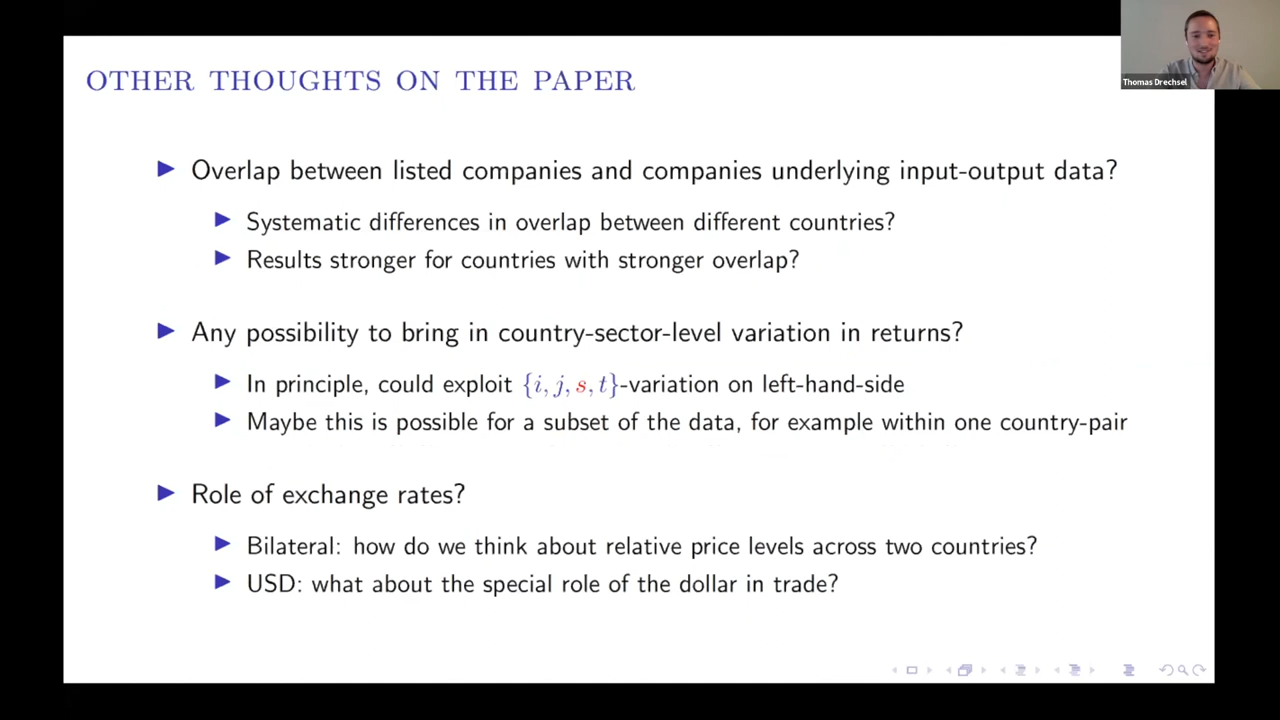 OTHER THOUGHTS ON THE PAPER
Thomas Drechsel
▶ Overlap between listed companies and companies underlying input-output data?
▶ Systematic differences in overlap between different countries?
▶ Results stronger for countries with stronger overlap?
▶ Any possibility to bring in country-sector-level variation in returns?
▶ In principle, could exploit {i, j, s, t}-variation on left-hand-side
▶ Maybe this is possible for a subset of the data, for example within one country-pair
▶ Role of exchange rates?
▶ Bilateral: how do we think about relative price levels across two countries?
▶ USD: what about the special role of the dollar in trade?